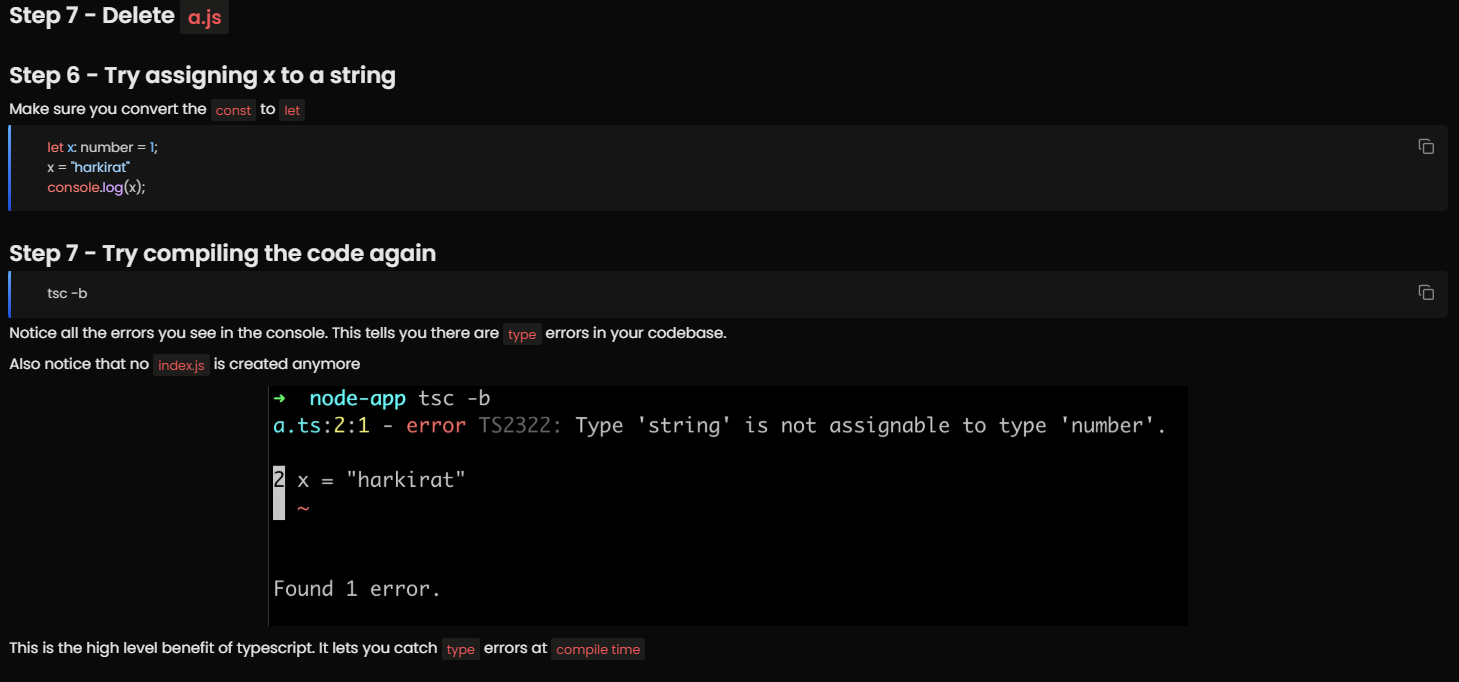 Step 7 - Delete a.js
Step 6 - Try assigning x to a string
Make sure you convert the const to let
let x: number = 1;
x = "harkirat"
console.log(x);
Step 7 - Try compiling the code again
tsc -b
Notice all the errors you see in the console. This tells you there are type errors in your codebase.
Also notice that no index.js is created anymore
➜ node-app tsc -b
a.ts:2:1 - error TS2322: Type 'string' is not assignable to type 'number'.
2 x = "harkirat"
~
Found 1 error.
This is the high level benefit of typescript. It lets you catch type errors at compile time